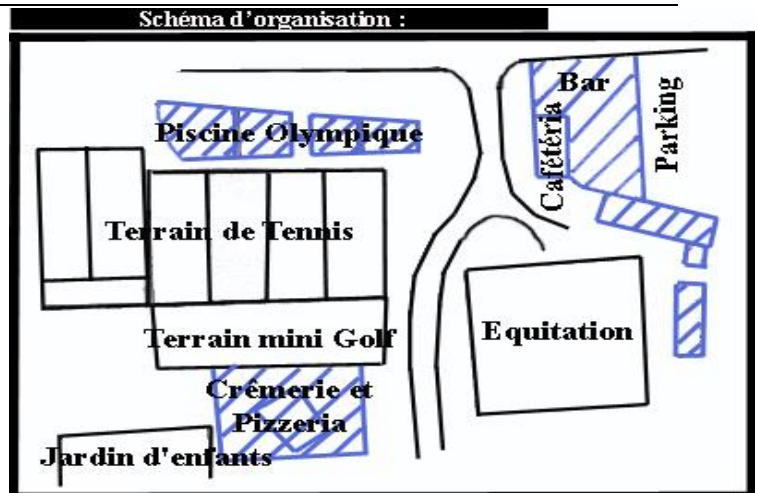 Schéma d'organisation :
Bar
Parking
Cafétéria
Piscine Olympique
Terrain de Tennis
Terrain mini Golf
Equitation
Crêmerie et
Pizzeria
Jardin d'enfants